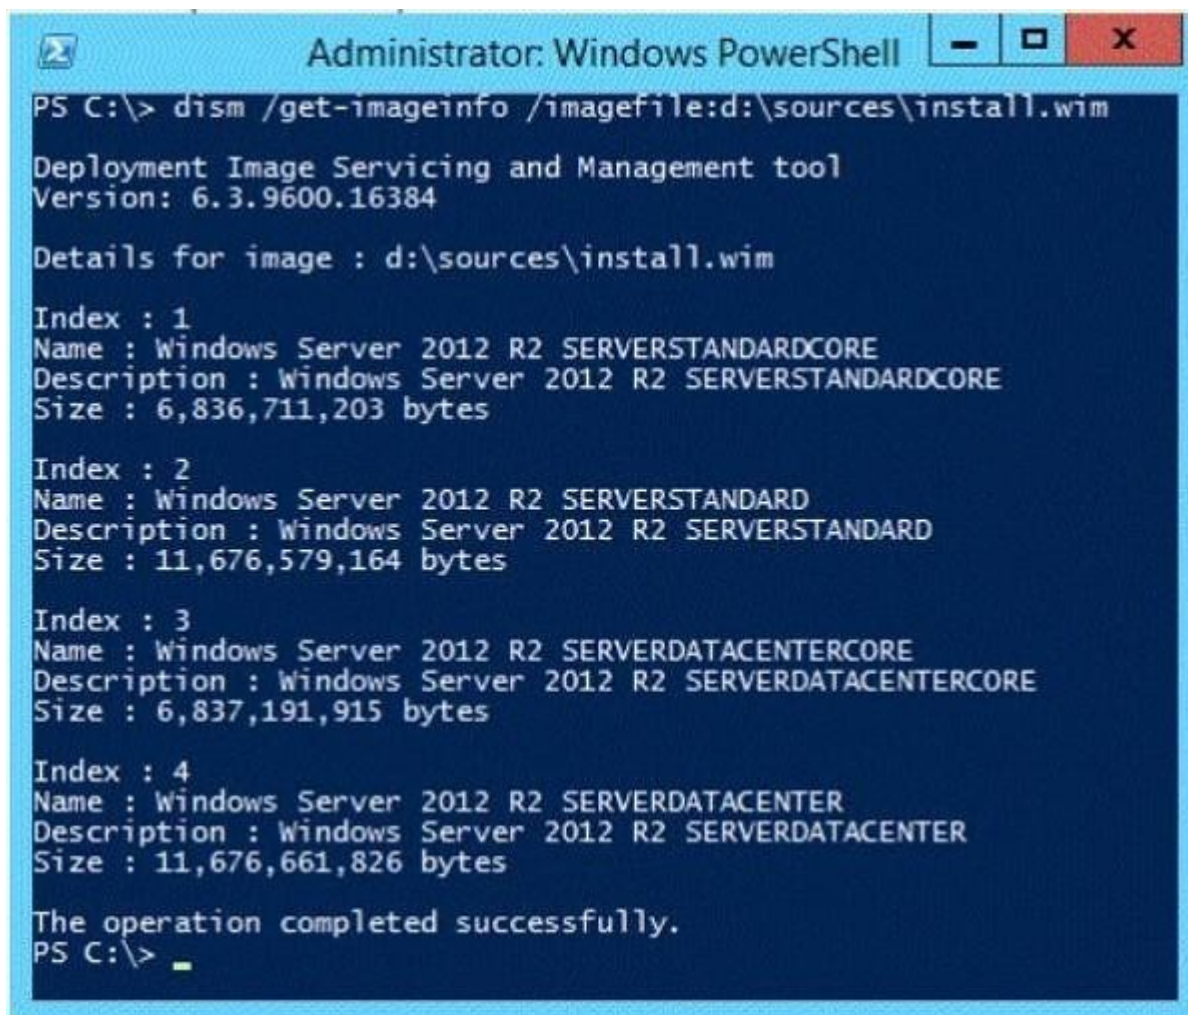 Administrator: Windows PowerShell
PS C:\> dism /get-imageinfo /imagefile:d:\sources\install.wim
Deployment Image Servicing and Management tool
Version: 6.3.9600.16384
Details for image : d:\sources\install.wim
Index : 1
Name : Windows Server 2012 R2 SERVERSTANDARDCORE
Description : Windows Server 2012 R2 SERVERSTANDARDCORE
Size : 6,836,711,203 bytes
Index : 2
Name : Windows Server 2012 R2 SERVERSTANDARD
Description : Windows Server 2012 R2 SERVERSTANDARD
Size : 11,676,579,164 bytes
Index : 3
Name : Windows Server 2012 R2 SERVERDATACENTERCORE
Description : Windows Server 2012 R2 SERVERDATACENTERCORE
Size : 6,837,191,915 bytes
Index : 4
Name : Windows Server 2012 R2 SERVERDATACENTER
Description : Windows Server 2012 R2 SERVERDATACENTER
Size : 11,676,661,826 bytes
The operation completed successfully.
PS C:\> _